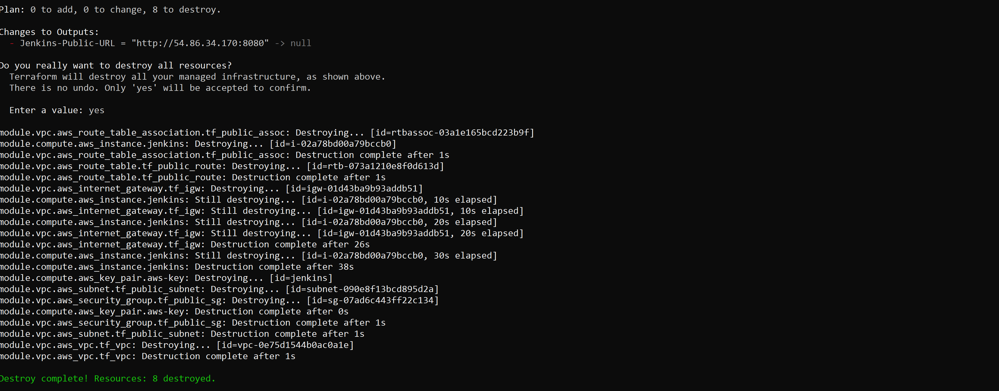 Plan: 0 to add, 0 to change, 8 to destroy.
Changes to Outputs:
- Jenkins-Public-URL = "http://54.86.34.170:8080" -> null
Do you really want to destroy all resources?
Terraform will destroy all your managed infrastructure, as shown above.
There is no undo. Only 'yes' will be accepted to confirm.
Enter a value: yes
module.vpc.aws_route_table_association.tf_public_assoc: Destroying... [id=rtbassoc-03a1e165bcd223b9f]
module.compute.aws_instance.jenkins: Destroying... [id=i-02a78bd00a79bccb0]
module.vpc.aws_route_table_association.tf_public_assoc: Destruction complete after 1s
module.vpc.aws_route_table.tf_public_route: Destroying... [id=rtb-073a1210e8f0d613d]
module.vpc.aws_route_table.tf_public_route: Destruction complete after 1s
module.vpc.aws_internet_gateway.tf_igw: Destroying... [id=igw-01d43ba9b93addb51]
module.compute.aws_instance.jenkins: Still destroying... [id=i-02a78bd00a79bccb0, 10s elapsed]
module.vpc.aws_internet_gateway.tf_igw: Still destroying... [id=igw-01d43ba9b93addb51, 10s elapsed]
module.compute.aws_instance.jenkins: Still destroying... [id=i-02a78bd00a79bccb0, 20s elapsed]
module.vpc.aws_internet_gateway.tf_igw: Still destroying... [id=igw-01d43ba9b93addb51, 20s elapsed]
module.vpc.aws_internet_gateway.tf_igw: Destruction complete after 26s
module.compute.aws_instance.jenkins: Still destroying... [id=i-02a78bd00a79bccb0, 30s elapsed]
module.compute.aws_instance.jenkins: Destruction complete after 38s
module.compute.aws_key_pair.aws-key: Destroying... [id=jenkins]
module.vpc.aws_subnet.tf_public_subnet: Destroying... [id=subnet-090e8f13bcd895d2a]
module.vpc.aws_security_group.tf_public_sg: Destroying... [id=sg-07ad6c443ff22c134]
module.compute.aws_key_pair.aws-key: Destruction complete after 0s
module.vpc.aws_security_group.tf_public_sg: Destruction complete after 1s
module.vpc.aws_subnet.tf_public_subnet: Destruction complete after 1s
module.vpc.aws_vpc.tf_vpc: Destroying... [id=vpc-0e75d1544b0ac0a1e]
module.vpc.aws_vpc.tf_vpc: Destruction complete after 1s
Destroy complete! Resources: 8 destroyed.